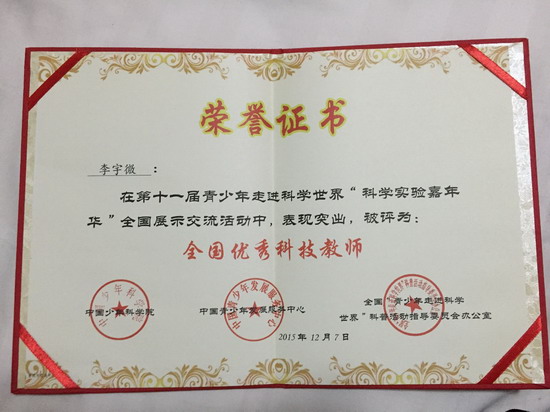 荣誉证书
李宇微：
在第十一届青少年走进科学世界“科学实验嘉年
华”全国展示交流活动中，表现突出，被评为：
全国优秀科技教师
中国少年科学院
中国青少年发展服务中心
全国“青少年走进科学
世界”科普活动指导委员会办公室
2015年12月7日